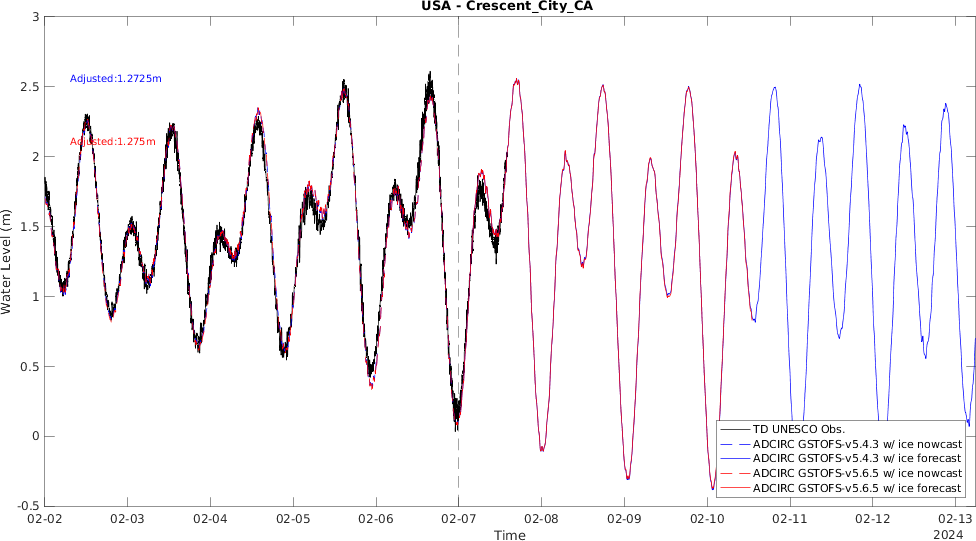 USA - Crescent_City_CA
3
2.5
2
1.5
1
0.5
0
-0.5
Water Level (m)
Adjusted:1.2725m
Adjusted:1.275m
TD UNESCO Obs.
ADCIRC GSTOFS-v5.4.3 w/ ice nowcast
ADCIRC GSTOFS-v5.4.3 w/ ice forecast
ADCIRC GSTOFS-v5.6.5 w/ ice nowcast
ADCIRC GSTOFS-v5.6.5 w/ ice forecast
02-02 02-03 02-04 02-05 02-06 02-07 02-08 02-09 02-10 02-11 02-12 02-13
Time
2024